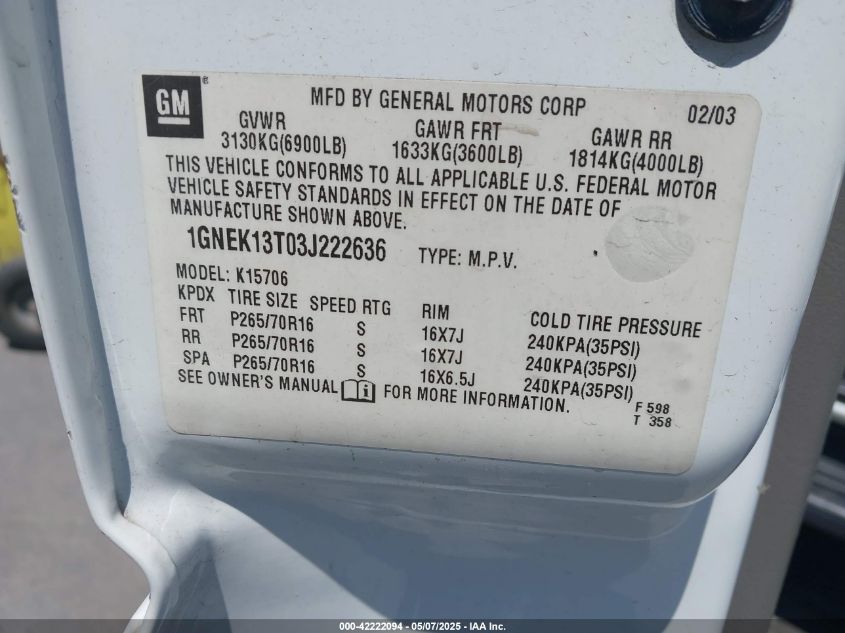 GM
MFD BY GENERAL MOTORS CORP 02/03
GVWR GAWR FRT GAWR RR
3130KG(6900LB) 1633KG(3600LB) 1814KG(4000LB)
THIS VEHICLE CONFORMS TO ALL APPLICABLE U.S. FEDERAL MOTOR
VEHICLE SAFETY STANDARDS IN EFFECT ON THE DATE OF
MANUFACTURE SHOWN ABOVE.
1GNEK13T03J222636 TYPE: M.P.V.
MODEL: K15706
KPDX TIRE SIZE SPEED RTG RIM COLD TIRE PRESSURE
FRT P265/70R16 S 16X7J 240KPA(35PSI)
RR P265/70R16 S 16X7J 240KPA(35PSI)
SPA P265/70R16 S 16X6.5J 240KPA(35PSI)
SEE OWNER'S MANUAL i FOR MORE INFORMATION.
F 598
T 358
000-42222094 - 05/07/2025 - IAA Inc.